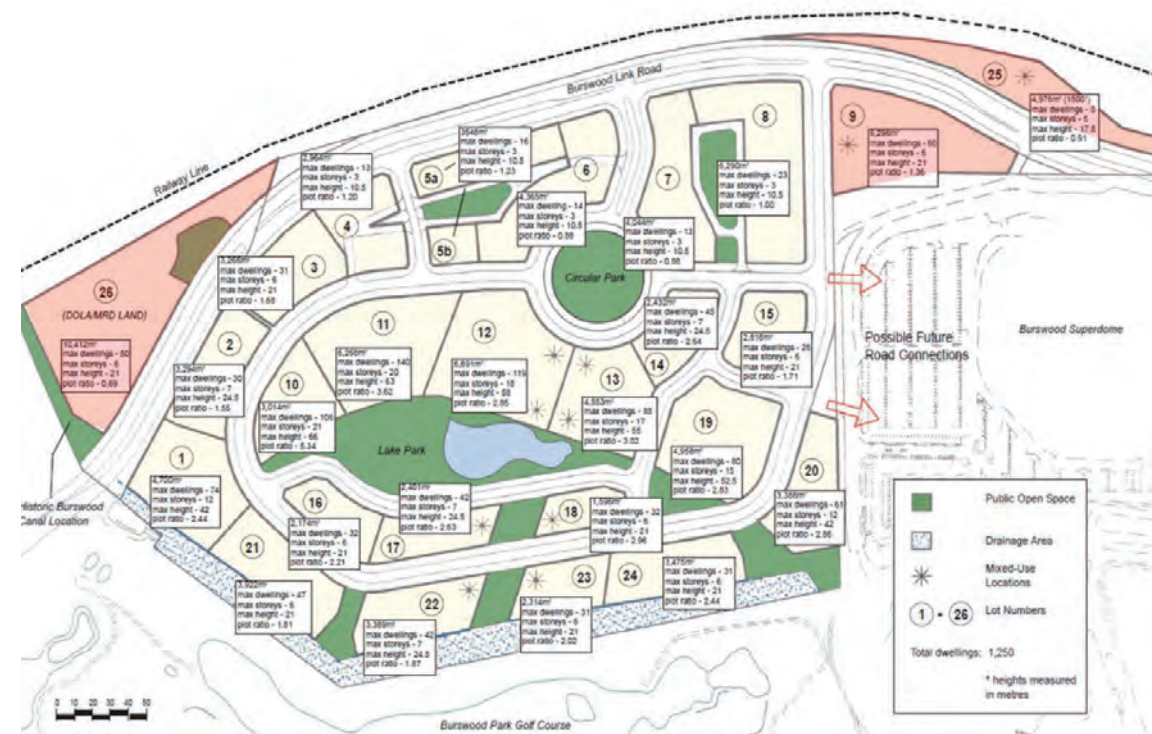 Burswood Link Road
Railway Line
25
4,976m² (1500")
max storeys - 5
max height - 17.5
plot ratio - 0.91
9
max storeys - 6
max height - 21
plot ratio - 1.36
8
6,290m²
max dwellings - 23
max storeys - 3
max height - 10.5
plot ratio - 1.00
7
4,044m²
max dwellings - 13
max storeys - 3
max height - 10.5
plot ratio - 0.88
6
4,365m²
max dwelling - 14
max storeys - 3
max height - 10.5
plot ratio - 0.88
5a
3548m²
max dwellings - 16
max storeys - 3
max height - 10.5
plot ratio - 1.23
5b
4
2,964m²
max dwellings - 13
max storeys - 3
max height - 10.5
plot ratio - 1.20
3
3,266m²
max dwellings - 31
max storeys - 6
max height - 21
plot ratio - 1.68
26
(DOLA/MRD LAND)
10,412m²
max dwellings - 50
max storeys - 6
max height - 21
plot ratio - 0.69
2
3,294m²
max dwellings - 30
max storeys - 7
max height - 24.5
plot ratio - 1.55
Circular Park
11
6,266m²
max dwellings - 140
max storeys - 20
max height - 63
plot ratio - 3.62
12
6,891m²
max dwellings - 119
max storeys - 18
max height - 58
plot ratio - 2.85
10
3,014m²
max dwellings - 106
max storeys - 21
max height - 66
plot ratio - 5.34
13
4,553m²
max dwellings - 88
max storeys - 17
max height - 55
plot ratio - 3.02
14
2,432m²
max dwellings - 45
max storeys - 7
max height - 24.5
plot ratio - 2.64
15
max storeys - 6
max height - 21
plot ratio - 1.71
Possible Future
Road Connections
Burswood Superdome
Lake Park
19
4,958m²
max dwellings - 80
max storeys - 15
max height - 52.5
plot ratio - 2.83
20
max dwellings - 61
max storeys - 12
max height - 42
plot ratio - 2.86
1
4,700m²
max dwellings - 74
max storeys - 12
max height - 42
plot ratio - 2.44
Historic Burswood
Canal Location
16
2,174m²
max dwellings - 32
max storeys - 6
max height - 21
plot ratio - 2.21
17
2,401m²
max dwellings - 42
max storeys - 7
max height - 24.5
plot ratio - 2.63
18
1,696m²
max dwellings - 32
max storeys - 6
max height - 21
plot ratio - 2.96
21
3,922m²
max dwellings - 47
max storeys - 6
max height - 21
plot ratio - 1.81
22
3,389m²
max dwellings - 42
max storeys - 7
max height - 24.5
plot ratio - 1.87
23
2,314m²
max dwellings - 31
max storeys - 6
max height - 21
plot ratio - 2.02
24
3,475m²
max dwellings - 31
max storeys - 6
max height - 21
plot ratio - 2.44
Public Open Space
Drainage Area
Mixed-Use
Locations
1 - 26 Lot Numbers
Total dwellings: 1,250
* heights measured
in metres
0 10 20 30 40 50
Burswood Park Golf Course